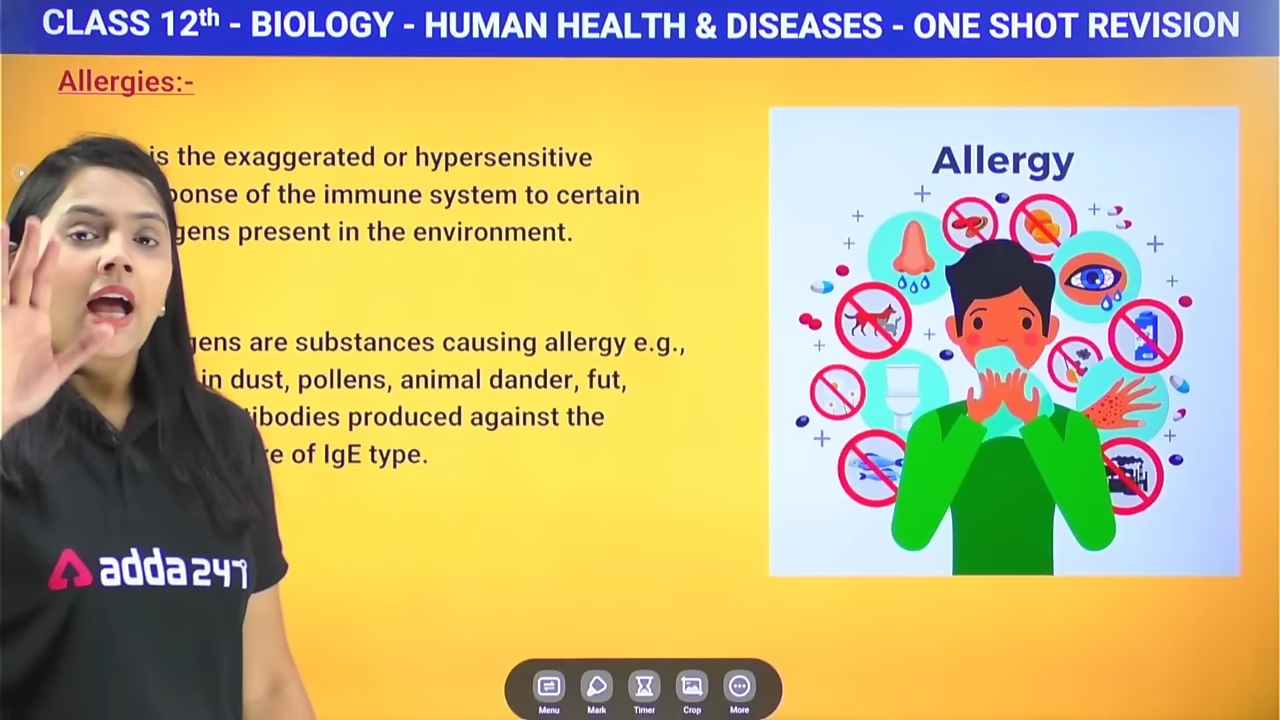 CLASS 12th - BIOLOGY - HUMAN HEALTH & DISEASES - ONE SHOT REVISION
Allergies:-
is the exaggerated or hypersensitive
ponse of the immune system to certain
gens present in the environment.
gens are substances causing allergy e.g.,
in dust, pollens, animal dander, fut,
tibodies produced against the
re of IgE type.
Allergy
adda247
Menu Mark Timer Crop More